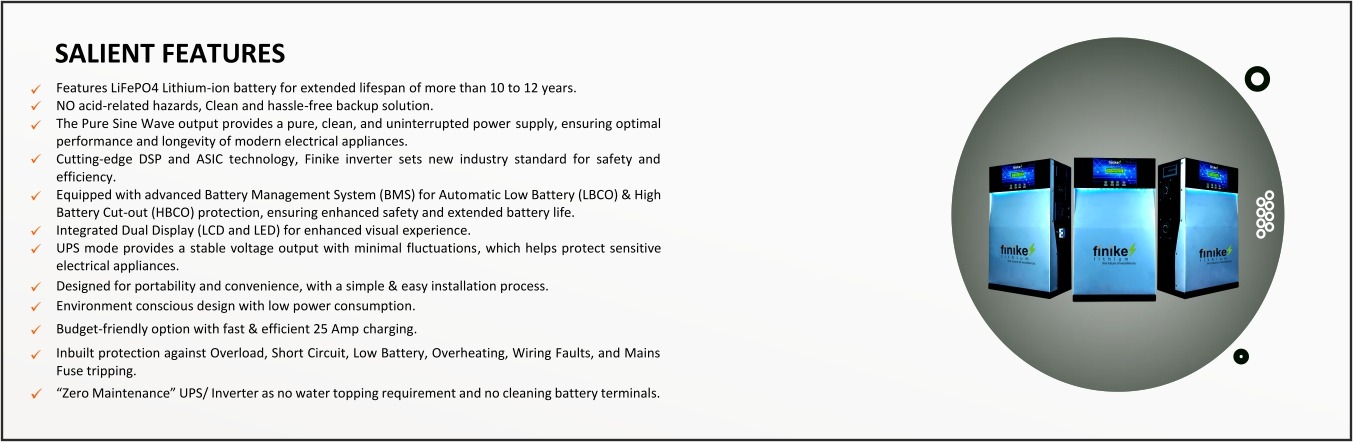 SALIENT FEATURES
Features LiFePO4 Lithium-ion battery for extended lifespan of more than 10 to 12 years.
NO acid-related hazards, Clean and hassle-free backup solution.
The Pure Sine Wave output provides a pure, clean, and uninterrupted power supply, ensuring optimal
performance and longevity of modern electrical appliances.
Cutting-edge DSP and ASIC technology, Finike inverter sets new industry standard for safety and
efficiency.
Equipped with advanced Battery Management System (BMS) for Automatic Low Battery (LBCO) & High
Battery Cut-out (HBCO) protection, ensuring enhanced safety and extended battery life.
Integrated Dual Display (LCD and LED) for enhanced visual experience.
UPS mode provides a stable voltage output with minimal fluctuations, which helps protect sensitive
electrical appliances.
Designed for portability and convenience, with a simple & easy installation process.
Environment conscious design with low power consumption.
Budget-friendly option with fast & efficient 25 Amp charging.
Inbuilt protection against Overload, Short Circuit, Low Battery, Overheating, Wiring Faults, and Mains
Fuse tripping.
“Zero Maintenance” UPS/ Inverter as no water topping requirement and no cleaning battery terminals.
finike
lithium
finike
lithium
finike
lithium